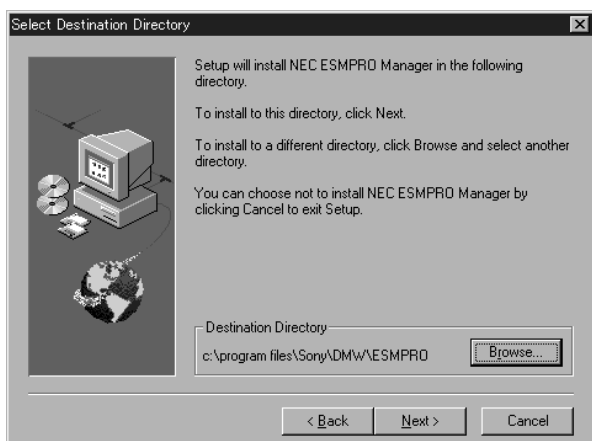 Select Destination Directory
Setup will install NEC ESMPRO Manager in the following
directory.
To install to this directory, click Next.
To install to a different directory, click Browse and select another
directory.
You can choose not to install NEC ESMPRO Manager by
clicking Cancel to exit Setup.
Destination Directory
c:\program files\Sony\DMW\ESMPRO
Browse...
< Back
Next >
Cancel